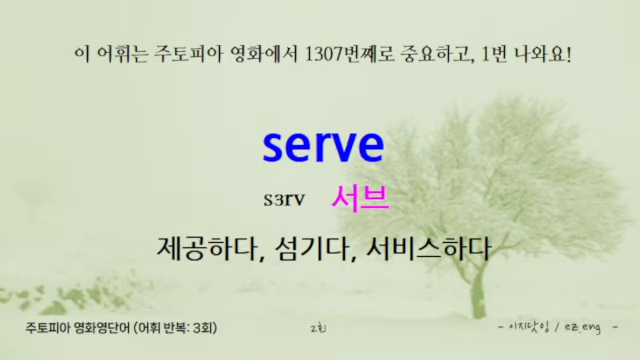 이 어휘는 주토피아 영화에서 1307번째로 중요하고, 1번 나와요!
serve
sɜrv 서브
제공하다, 섬기다, 서비스하다
주토피아 영화영단어 (어휘 반복: 3회) 2회 - 이지닷잉 / ez.eng -